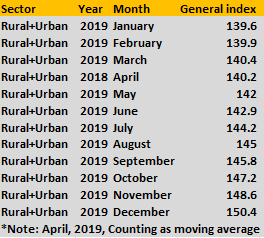 Sector Year Month General index
Rural+Urban 2019 January 139.6
Rural+Urban 2019 February 139.9
Rural+Urban 2019 March 140.4
Rural+Urban 2018 April 140.2
Rural+Urban 2019 May 142
Rural+Urban 2019 June 142.9
Rural+Urban 2019 July 144.2
Rural+Urban 2019 August 145
Rural+Urban 2019 September 145.8
Rural+Urban 2019 October 147.2
Rural+Urban 2019 November 148.6
Rural+Urban 2019 December 150.4
*Note: April, 2019, Counting as moving average